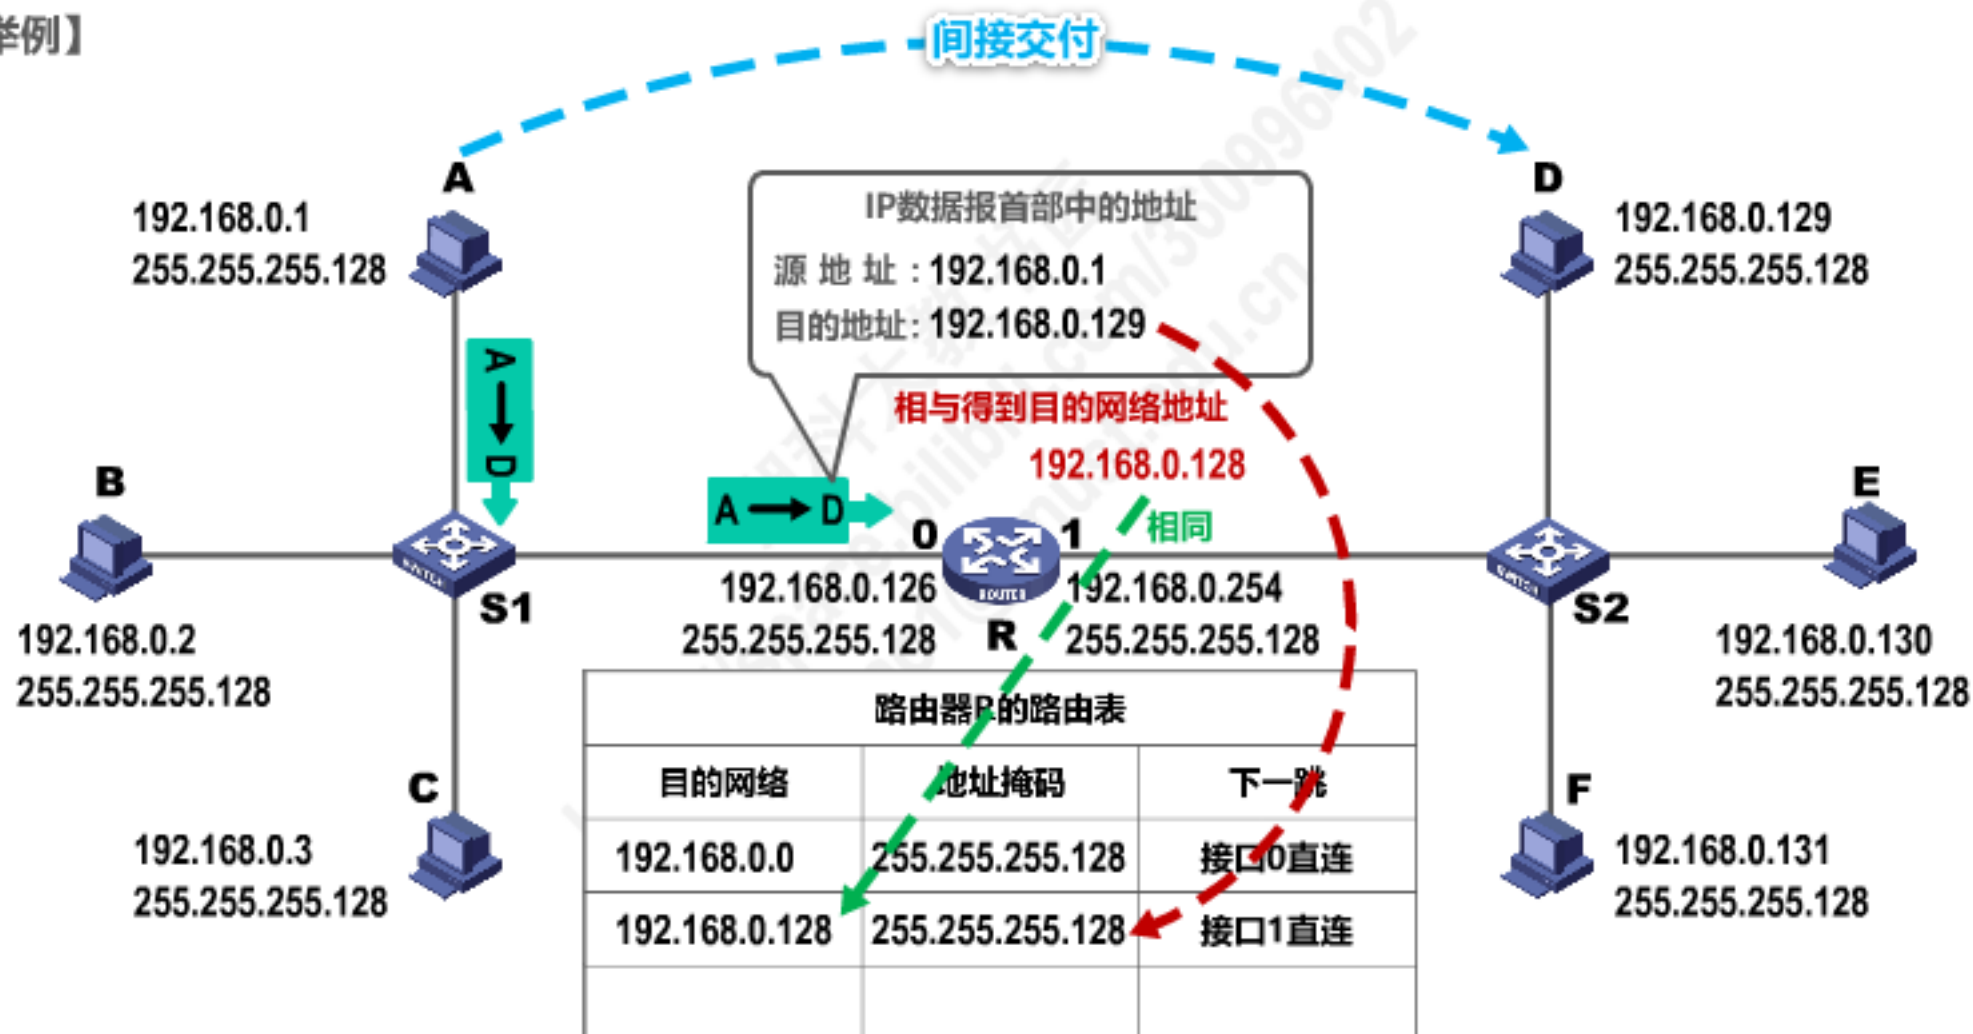 举例】
间接交付
A
192.168.0.1
255.255.255.128
D
192.168.0.129
255.255.255.128
IP数据报首部中的地址
源地址:192.168.0.1
目的地址:192.168.0.129
相与得到目的网络地址
192.168.0.128
相同
A → D
A → D
B
192.168.0.2
255.255.255.128
SWITCH
S1
0
1
192.168.0.126
255.255.255.128
ROUTER
R
192.168.0.254
255.255.255.128
SWITCH
S2
E
192.168.0.130
255.255.255.128
C
192.168.0.3
255.255.255.128
F
192.168.0.131
255.255.255.128
路由器R的路由表
目的网络 地址掩码 下一跳
192.168.0.0 255.255.255.128 接口0直连
192.168.0.128 255.255.255.128 接口1直连